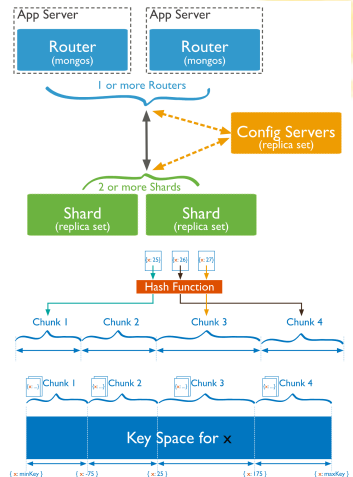 App Server App Server
Router Router
(mongos) (mongos)
1 or more Routers
Config Servers
(replica set)
2 or more Shards
Shard Shard
(replica set) (replica set)
{x: 25} {x: 26} {x: 27}
Hash Function
Chunk 1 Chunk 2 Chunk 3 Chunk 4
{x: ...} Chunk 1 {x: ...} Chunk 2 {x: ...} Chunk 3 {x: ...} Chunk 4
Key Space for x
{ x: minKey } { x: -75 } { x: 25 } { x: 175 } { x: maxKey }